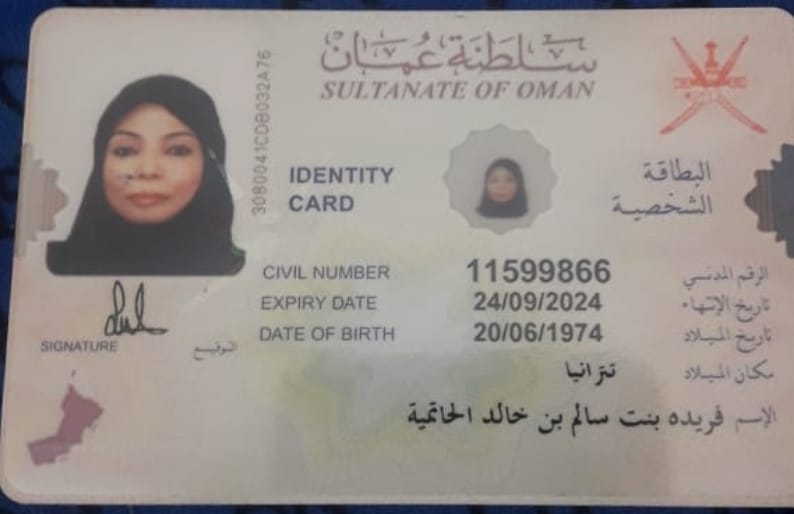 سلطنة عمان
SULTANATE OF OMAN
3080041CDB032A76
IDENTITY CARD
البطاقة الشخصية
CIVIL NUMBER 11599866 الرقم المدني
EXPIRY DATE 24/09/2024 تاريخ الإنتهاء
DATE OF BIRTH 20/06/1974 تاريخ الميلاد
SIGNATURE التوقيع
تنزانيا مكان الميلاد
الإسم فريده بنت سالم بن خالد الحاتمية